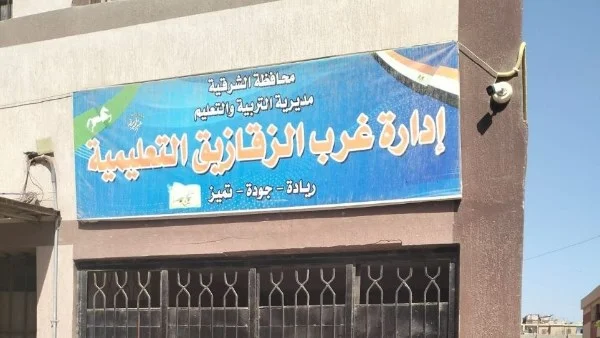 محافظة الشرقية
مديرية التربية والتعليم
إدارة غرب الزقازيق التعليمية
ريادة - جودة - تميز